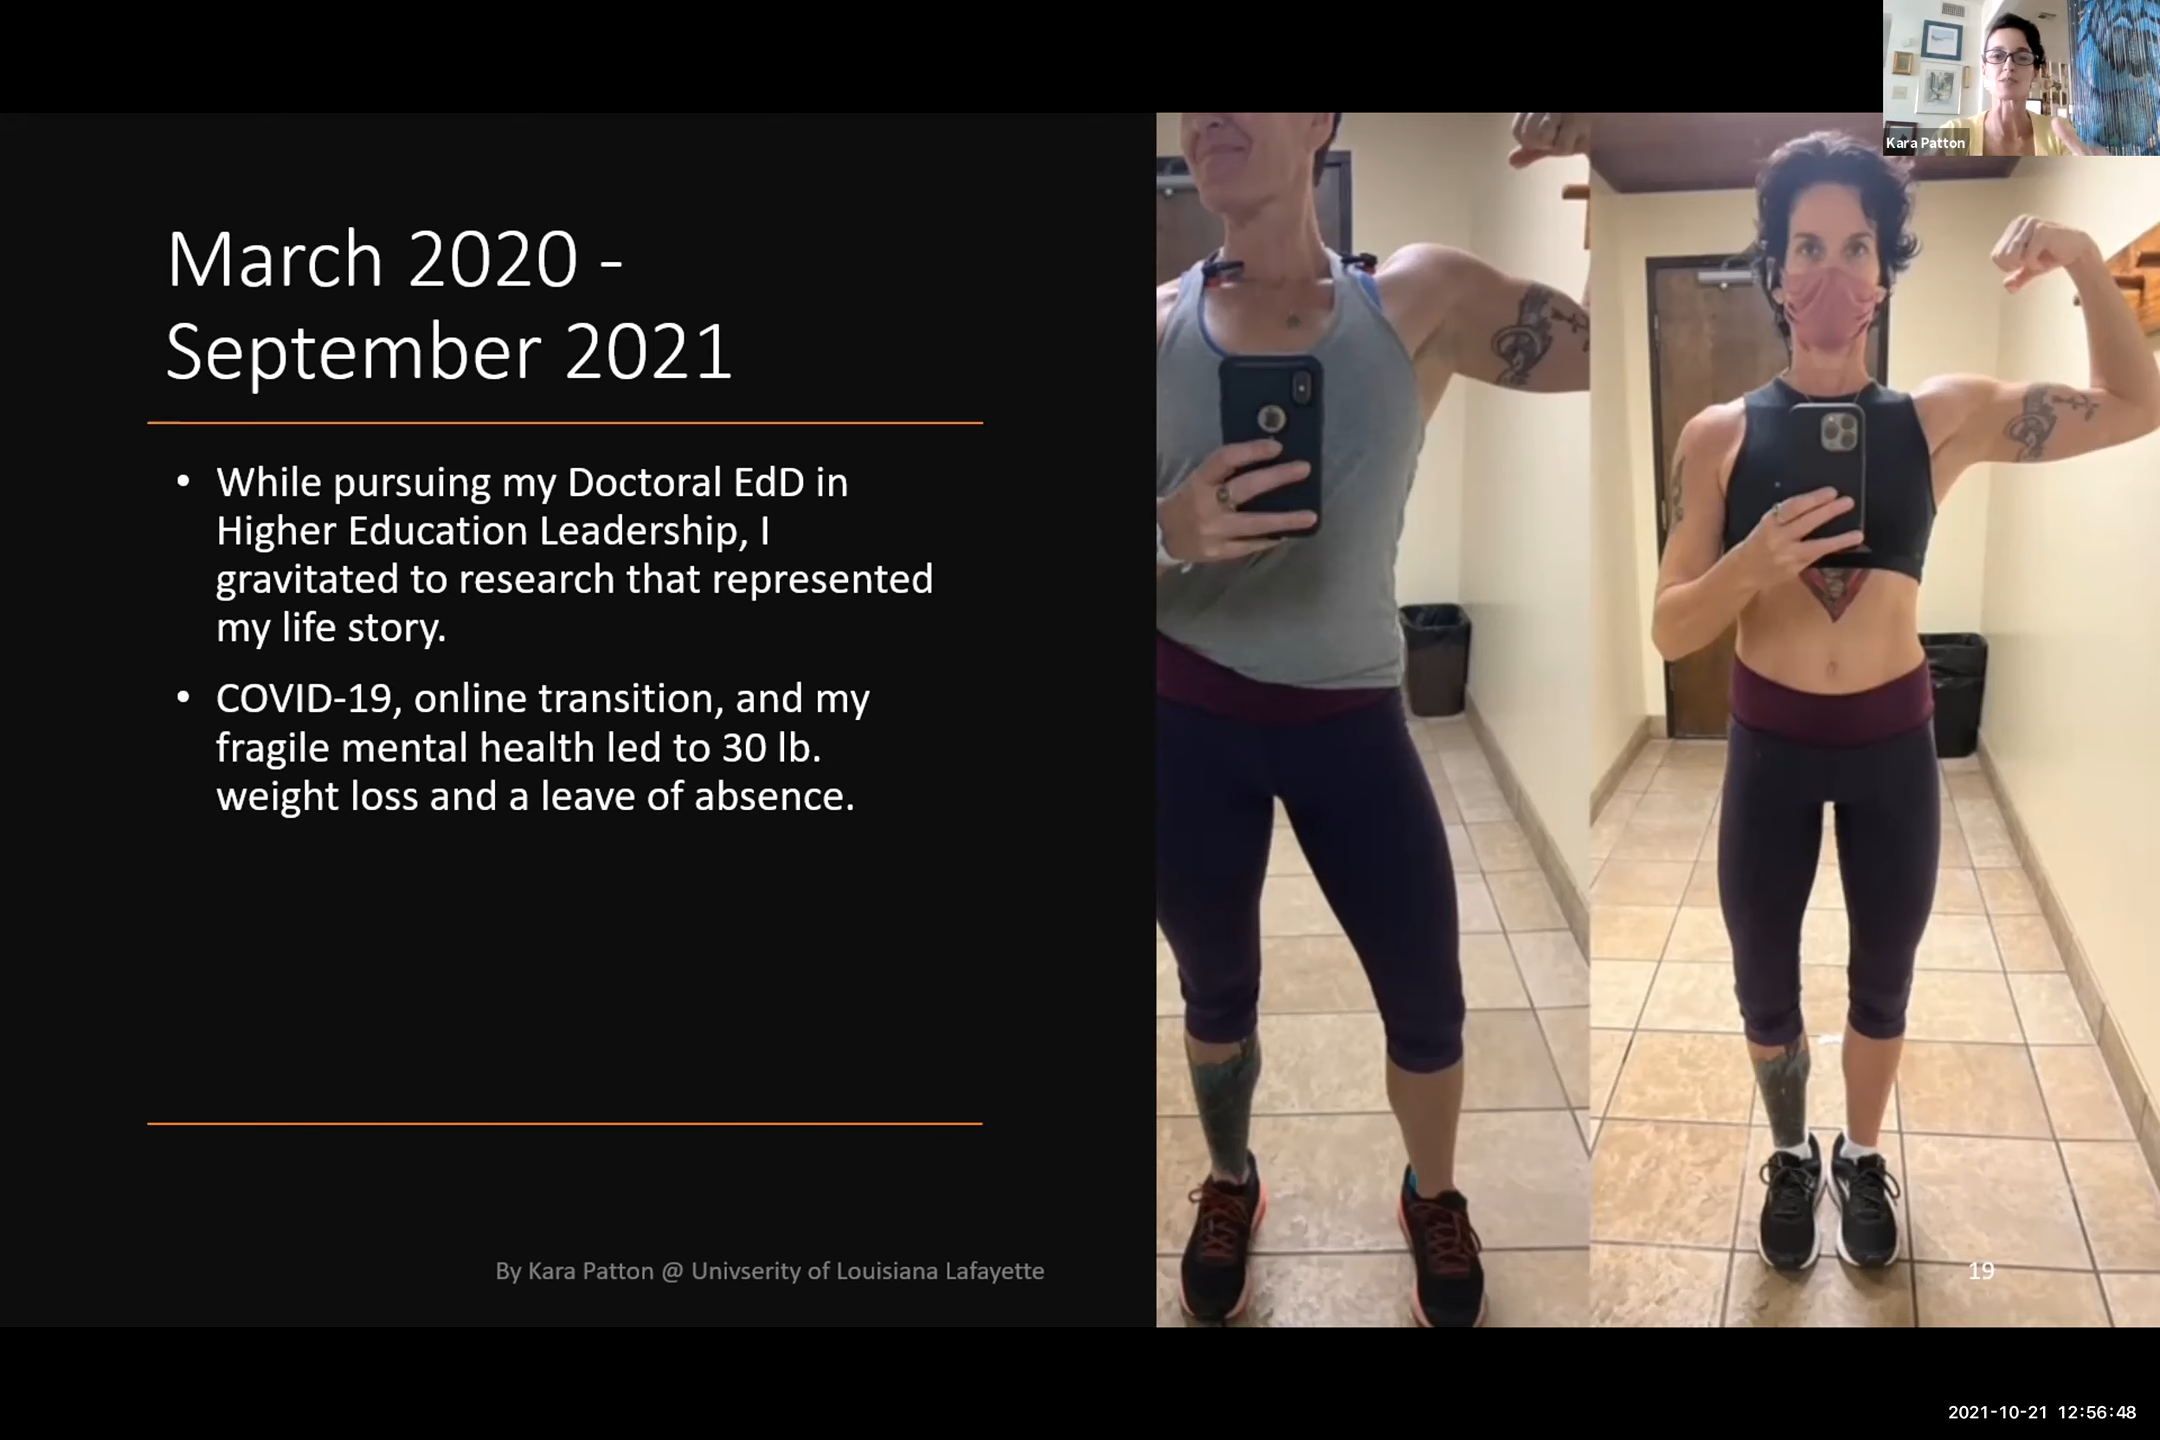 Kara Patton
March 2020 -
September 2021
• While pursuing my Doctoral EdD in
Higher Education Leadership, I
gravitated to research that represented
my life story.
• COVID-19, online transition, and my
fragile mental health led to 30 lb.
weight loss and a leave of absence.
By Kara Patton @ Univserity of Louisiana Lafayette
19
2021-10-21 12:56:48